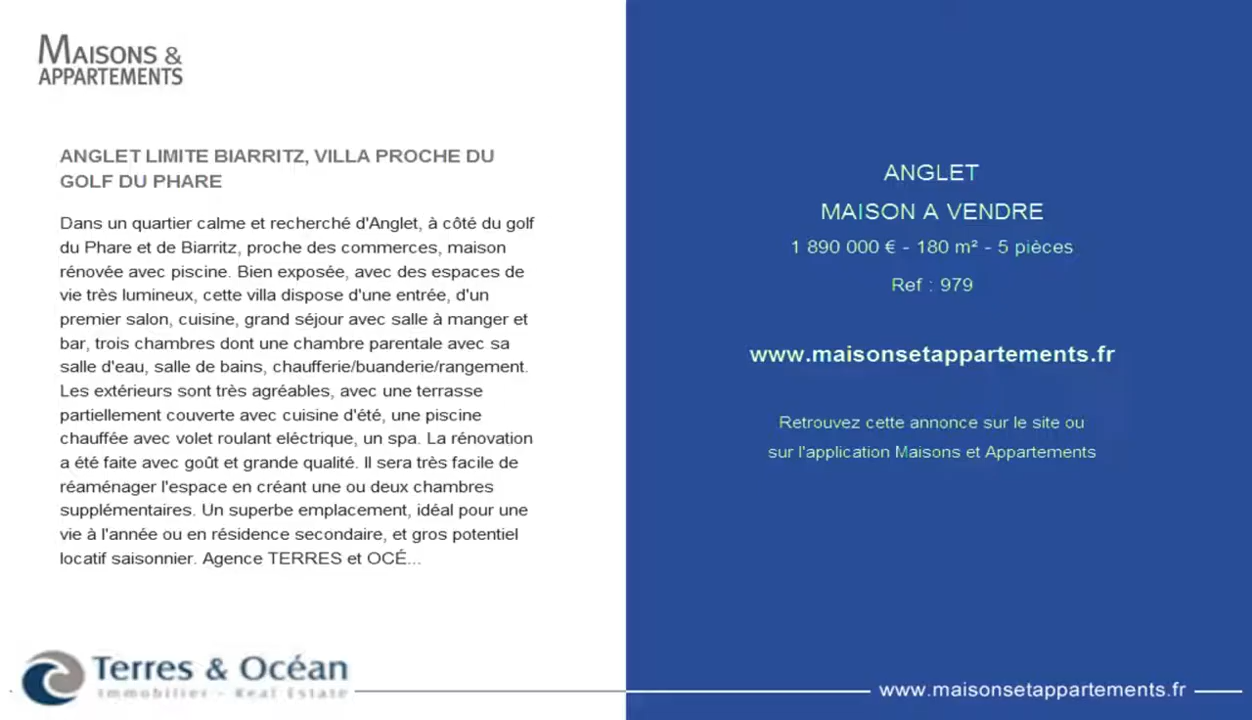 MAISONS &
APPARTEMENTS
ANGLET LIMITE BIARRITZ, VILLA PROCHE DU
GOLF DU PHARE
Dans un quartier calme et recherché d'Anglet, à côté du golf
du Phare et de Biarritz, proche des commerces, maison
rénovée avec piscine. Bien exposée, avec des espaces de
vie très lumineux, cette villa dispose d'une entrée, d'un
premier salon, cuisine, grand séjour avec salle à manger et
bar, trois chambres dont une chambre parentale avec sa
salle d'eau, salle de bains, chaufferie/buanderie/rangement.
Les extérieurs sont très agréables, avec une terrasse
partiellement couverte avec cuisine d'été, une piscine
chauffée avec volet roulant eléctrique, un spa. La rénovation
a été faite avec goût et grande qualité. Il sera très facile de
réaménager l'espace en créant une ou deux chambres
supplémentaires. Un superbe emplacement, idéal pour une
vie à l'année ou en résidence secondaire, et gros potentiel
locatif saisonnier. Agence TERRES et OCÉ...
Terres & Océan
Immobilier - Real Estate
ANGLET
MAISON A VENDRE
1 890 000 € - 180 m² - 5 pièces
Ref : 979
www.maisonsetappartements.fr
Retrouvez cette annonce sur le site ou
sur l'application Maisons et Appartements
www.maisonsetappartements.fr